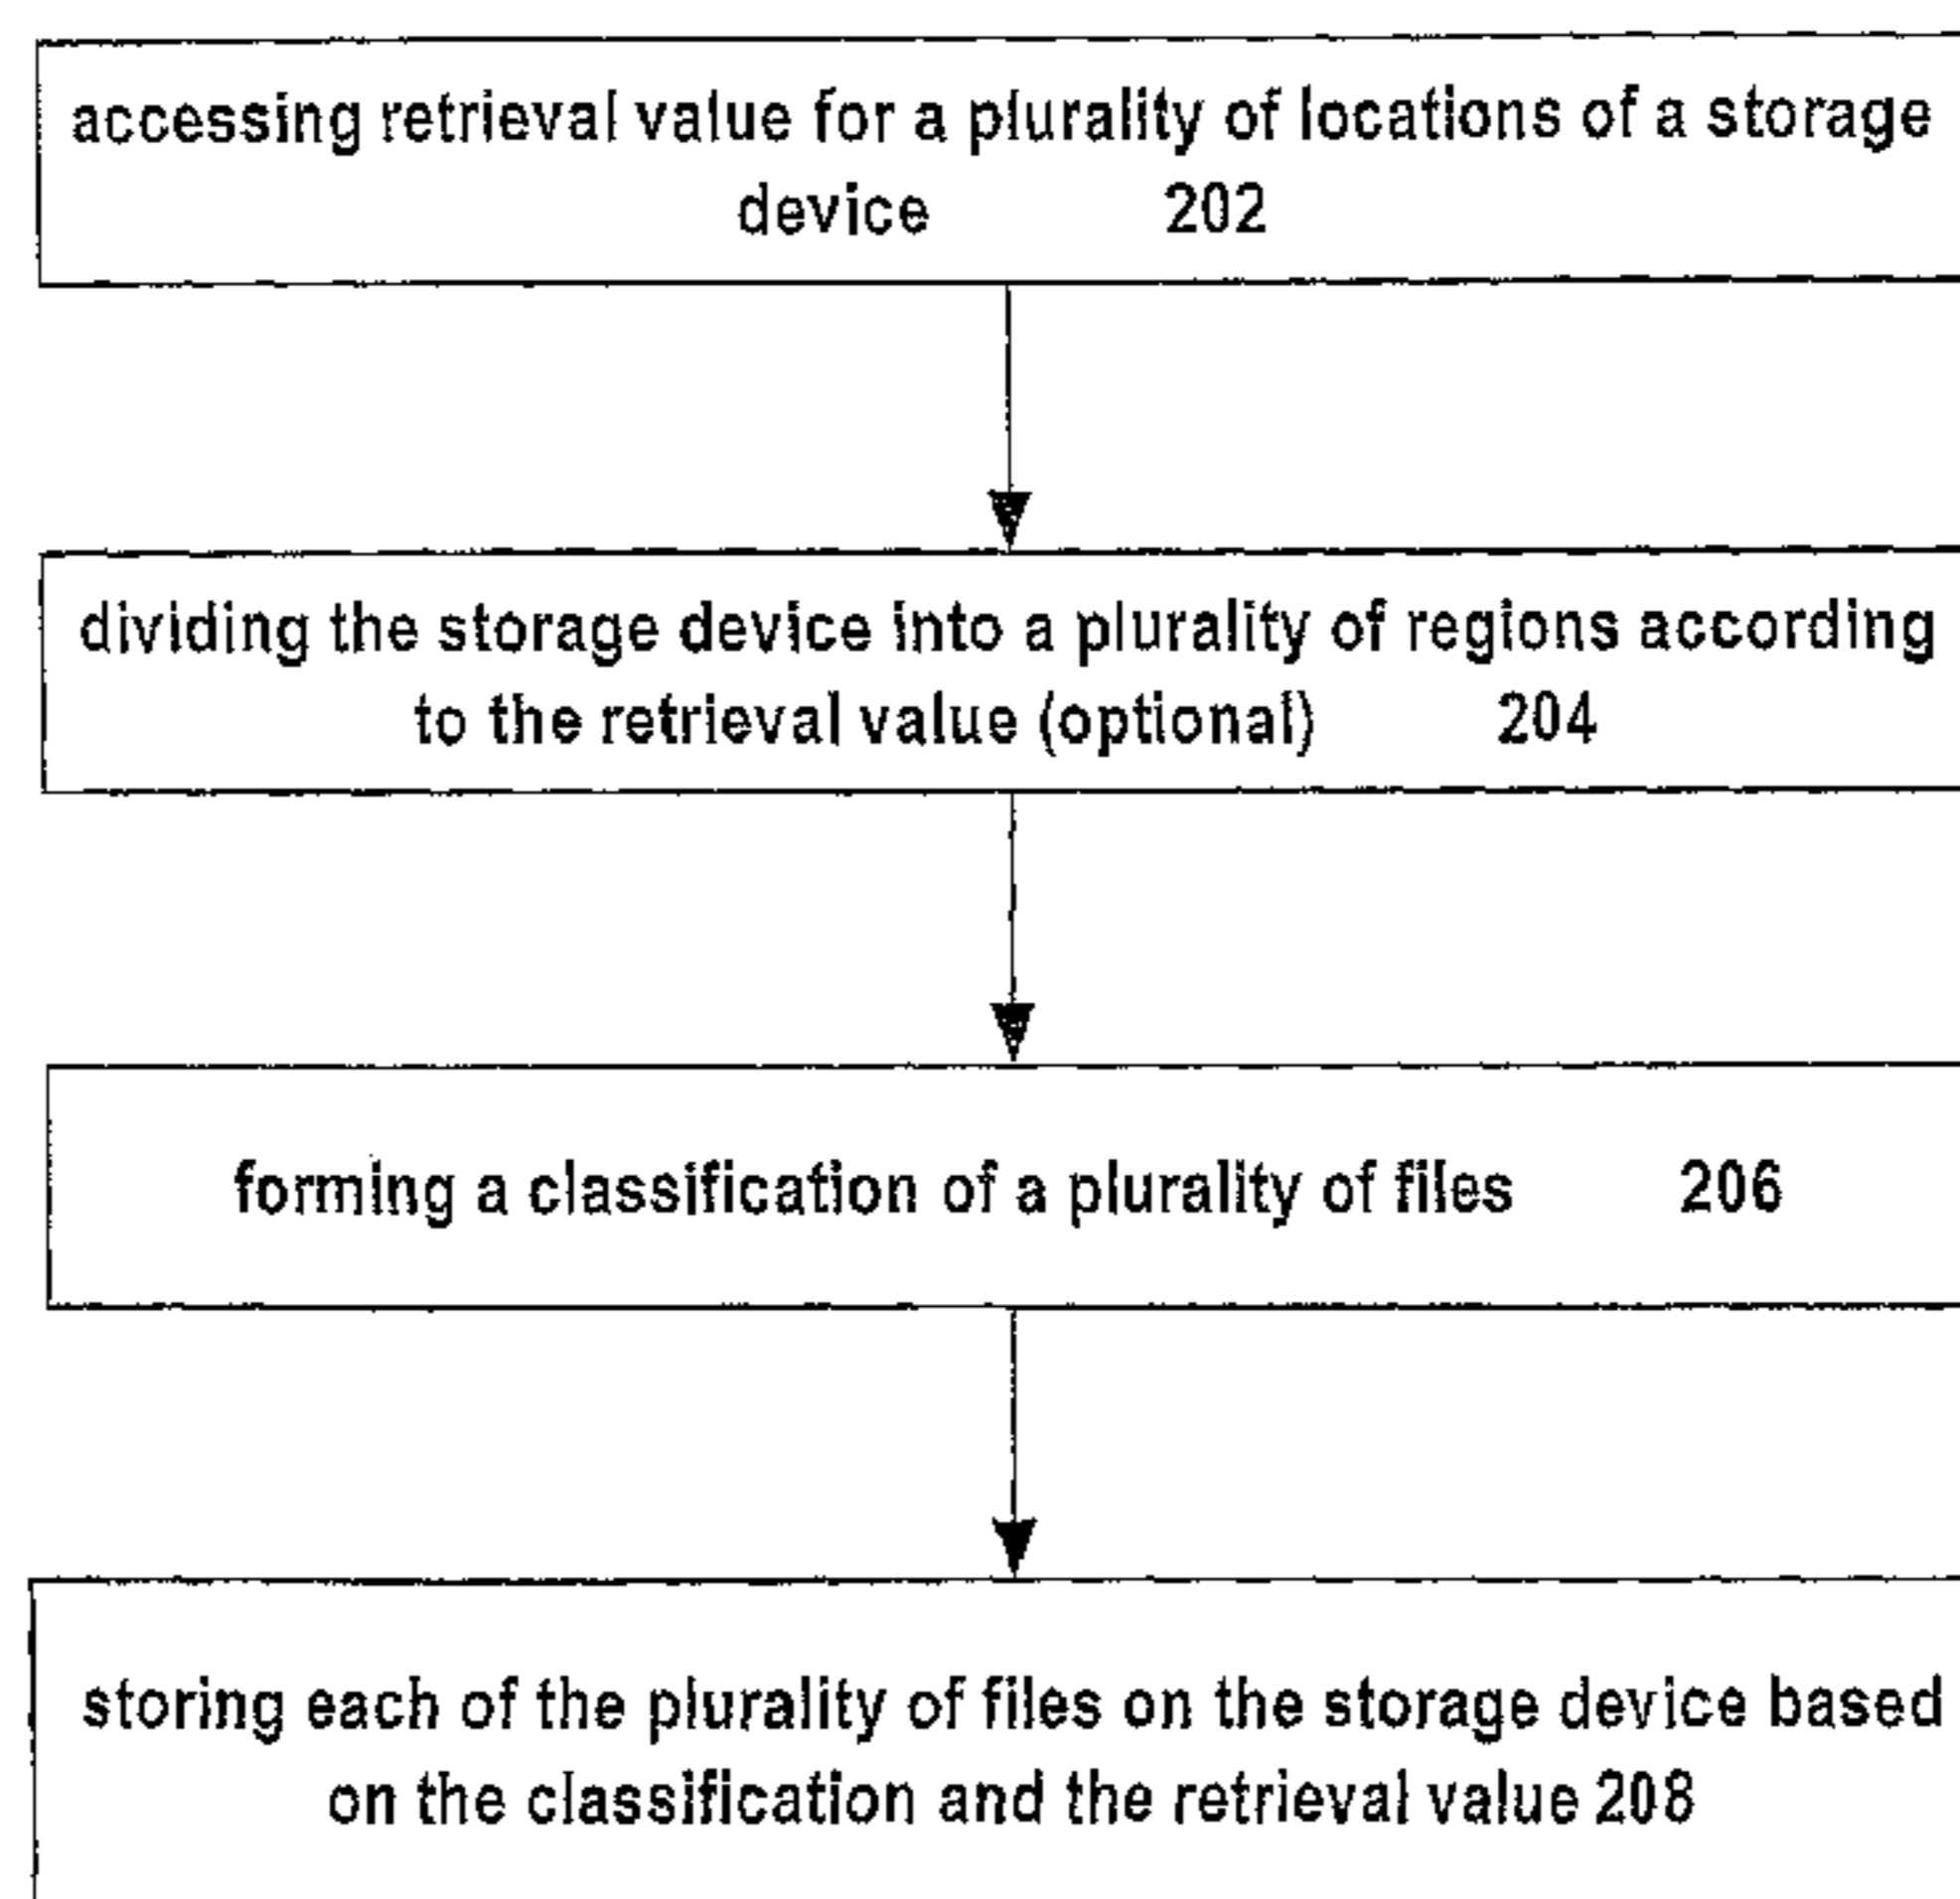 accessing retrieval value for a plurality of locations of a storage
device 202
dividing the storage device into a plurality of regions according
to the retrieval value (optional) 204
forming a classification of a plurality of files 206
storing each of the plurality of files on the storage device based
on the classification and the retrieval value 208